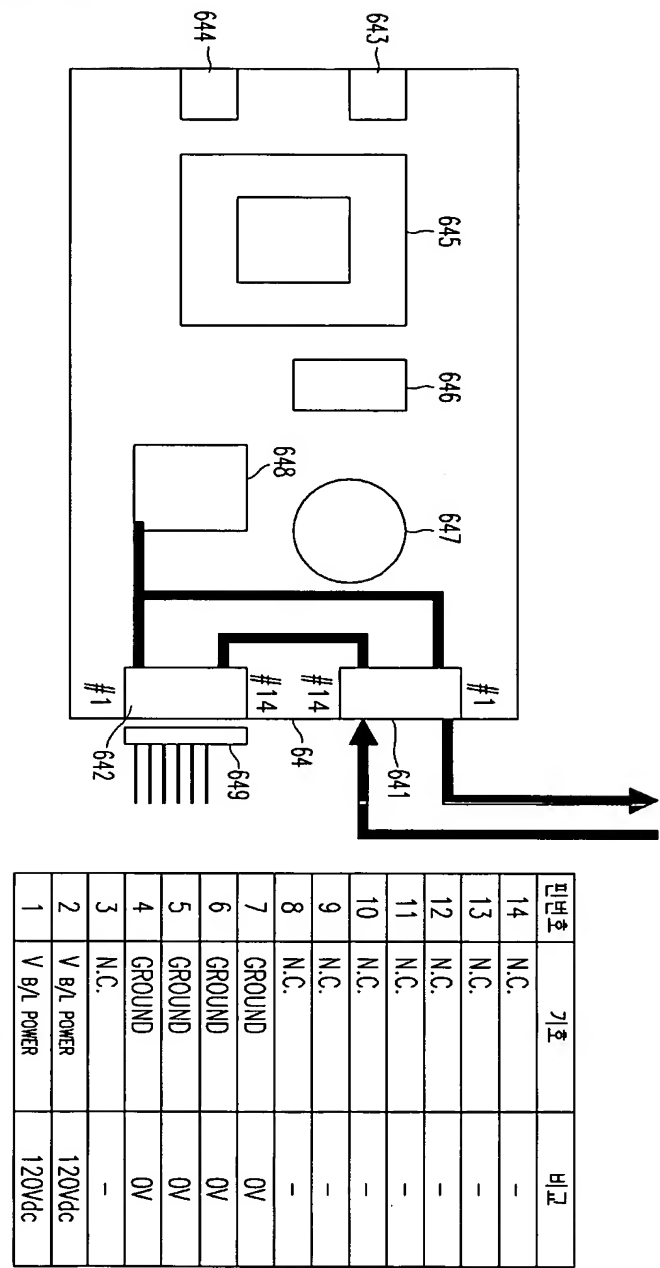 #1
645
647
646
641
643
#14
64
648
#14
649
644
642
#1
핀번호 기호 비교
14 N.C. -
13 N.C. -
12 N.C. -
11 N.C. -
10 N.C. -
9 N.C. -
8 N.C. -
7 GROUND 0V
6 GROUND 0V
5 GROUND 0V
4 GROUND 0V
3 N.C. -
2 V B/L POWER 120Vdc
1 V B/L POWER 120Vdc